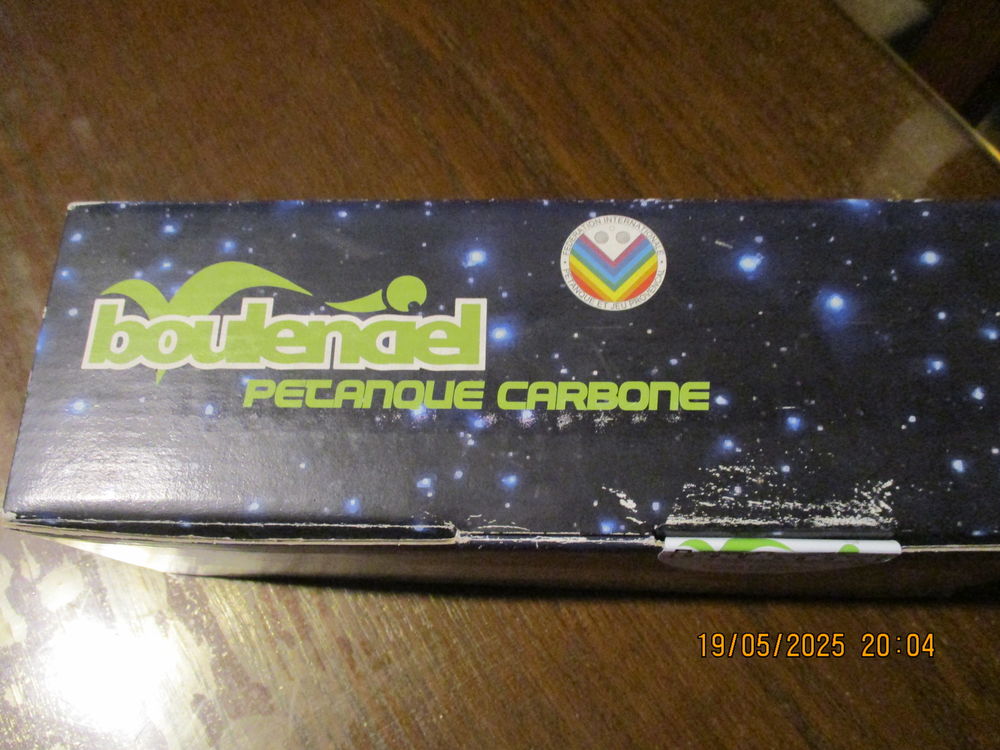 boulenciel
PETANQUE CARBONE
FEDERATION INTERNATIONALE
• PETANQUE ET JEU PROVENCAL •
19/05/2025 20:04